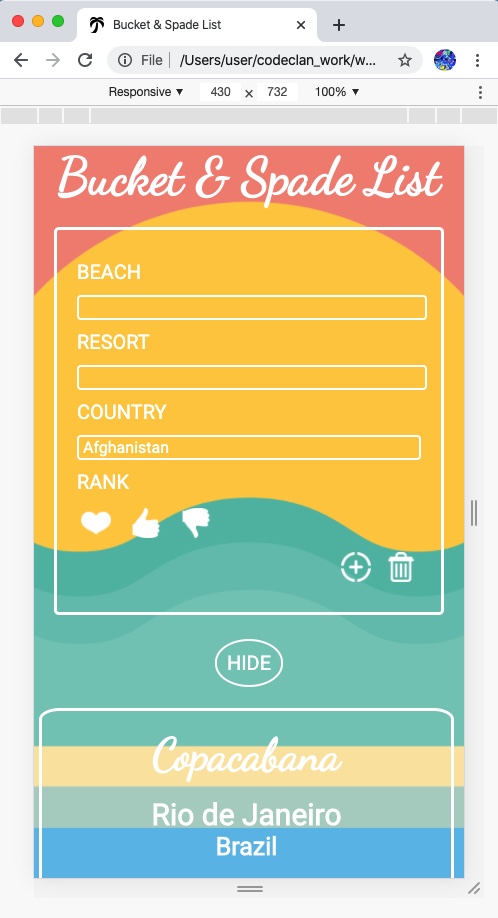 Bucket & Spade List
File
/Users/user/codeclan_work/w...
Responsive ▼ 430 × 732 100% ▼
Bucket & Spade List
BEACH
RESORT
COUNTRY
Afghanistan
RANK
HIDE
Copacabana
Rio de Janeiro
Brazil